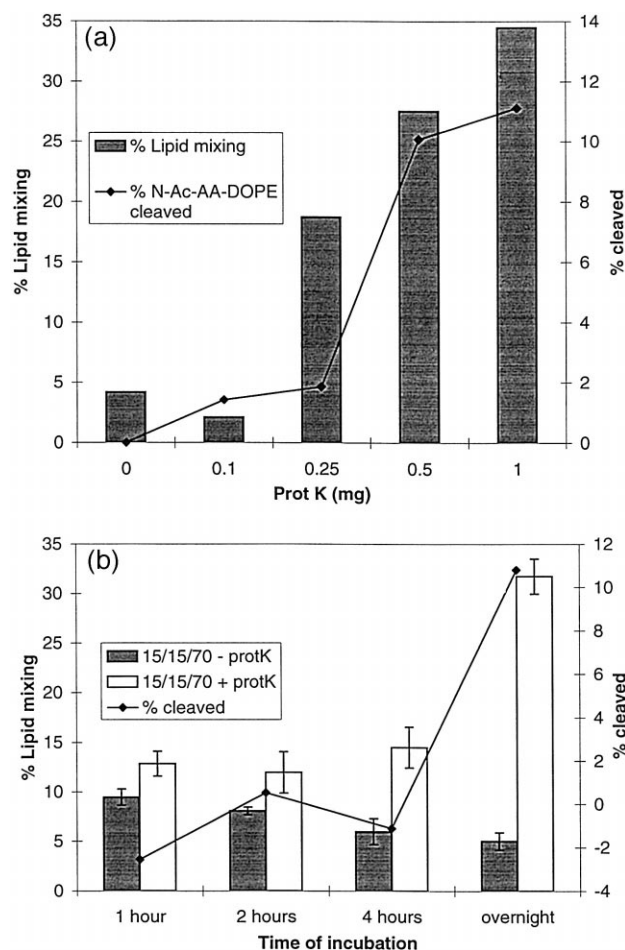 (a)
35
30
25
20
15
10
5
0
% Lipid mixing
14
12
10
8
6
4
2
0
% cleaved
% Lipid mixing
% N-Ac-AA-DOPE
cleaved
0 0.1 0.25 0.5 1
Prot K (mg)
(b)
35
30
25
20
15
10
5
0
% Lipid mixing
12
10
8
6
4
2
0
-2
-4
% cleaved
15/15/70 - protK
15/15/70 + protK
% cleaved
1 hour 2 hours 4 hours overnight
Time of incubation